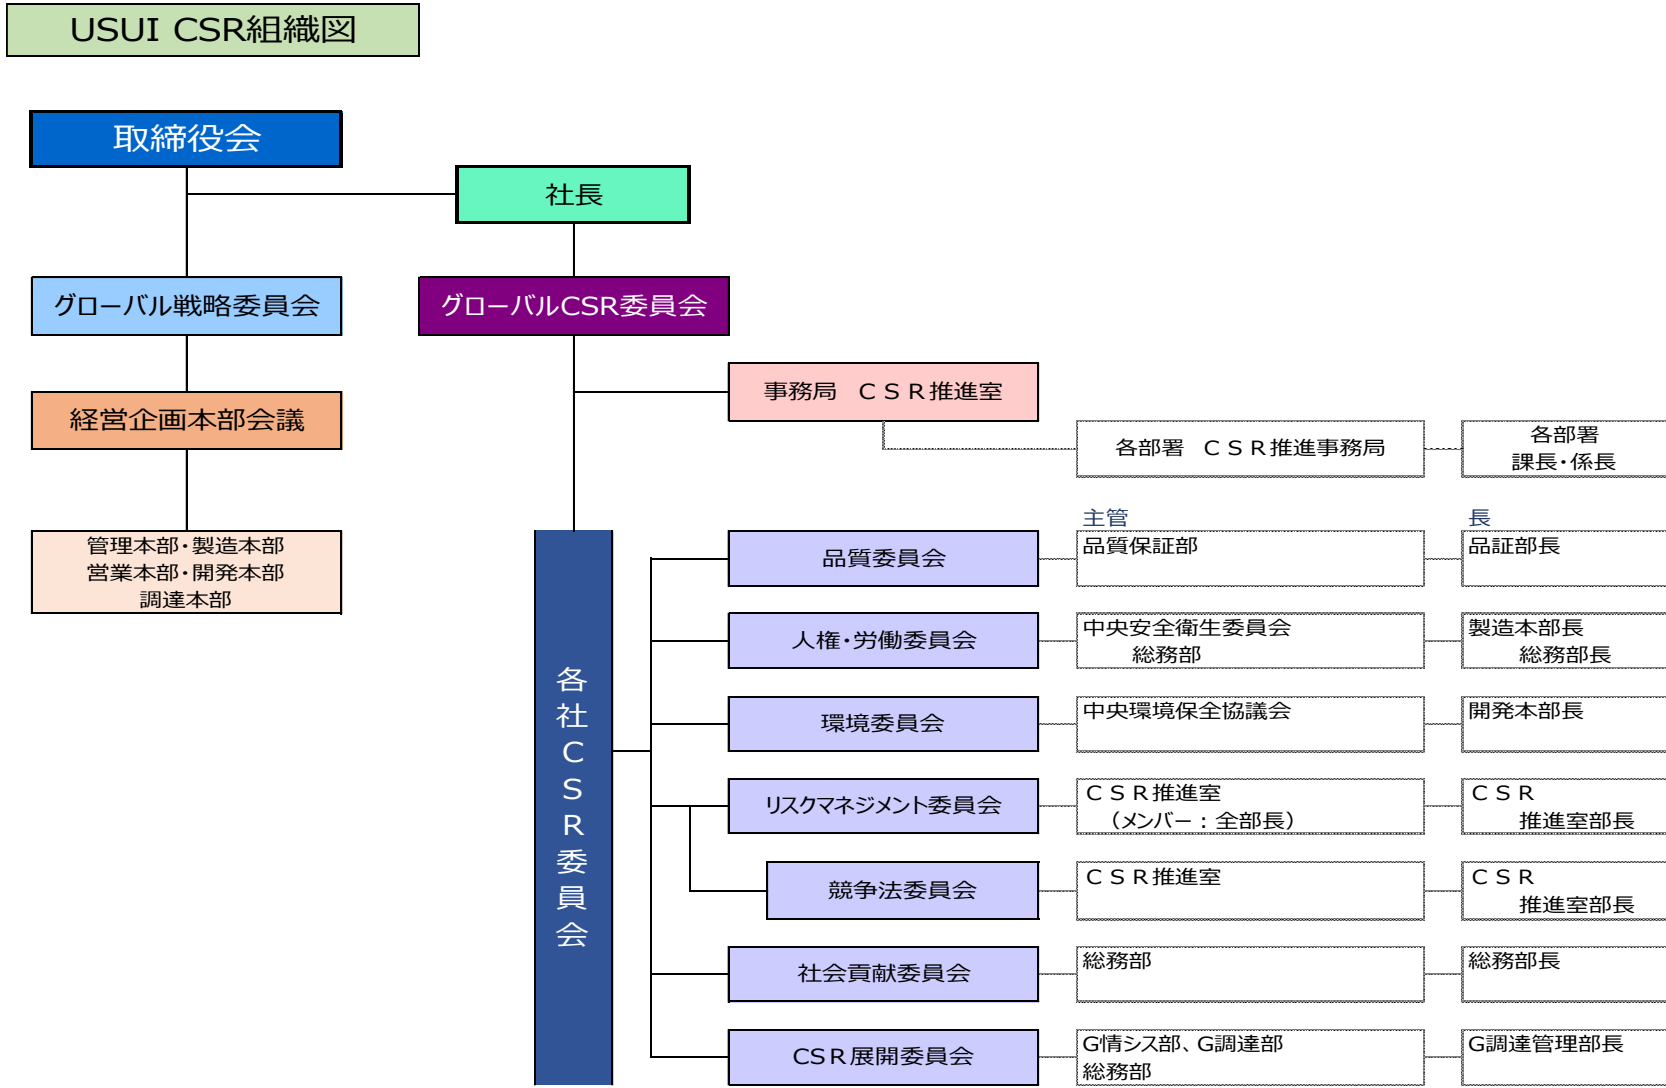 USUI CSR組織図
取締役会
社長
グローバル戦略委員会
グローバルCSR委員会
経営企画本部会議
事務局　ＣＳＲ推進室
各部署　ＣＳＲ推進事務局
各部署
課長・係長
管理本部・製造本部
営業本部・開発本部
調達本部
各社ＣＳＲ委員会
主管
長
品質委員会
品質保証部
品証部長
人権・労働委員会
中央安全衛生委員会
総務部
製造本部長
総務部長
環境委員会
中央環境保全協議会
開発本部長
リスクマネジメント委員会
ＣＳＲ推進室
（メンバー：全部長）
ＣＳＲ
推進室部長
競争法委員会
ＣＳＲ推進室
ＣＳＲ
推進室部長
社会貢献委員会
総務部
総務部長
CSR展開委員会
G情シス部、G調達部
総務部
G調達管理部長